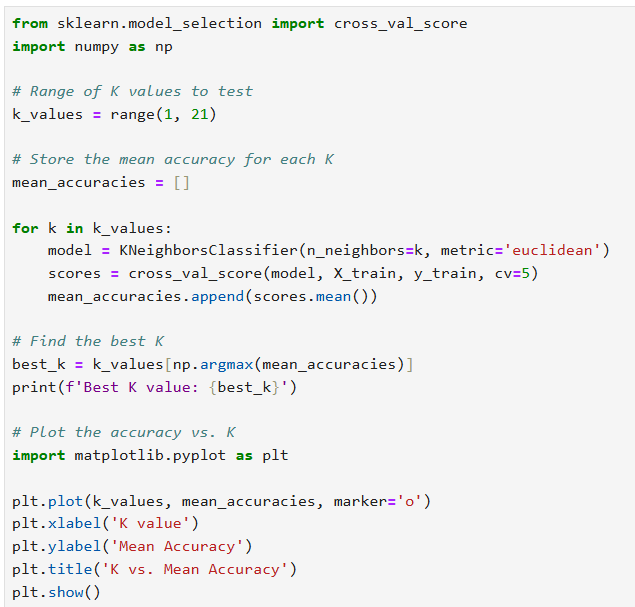 from sklearn.model_selection import cross_val_score
import numpy as np
# Range of K values to test
k_values = range(1, 21)
# Store the mean accuracy for each K
mean_accuracies = []
for k in k_values:
    model = KNeighborsClassifier(n_neighbors=k, metric='euclidean')
    scores = cross_val_score(model, X_train, y_train, cv=5)
    mean_accuracies.append(scores.mean())
# Find the best K
best_k = k_values[np.argmax(mean_accuracies)]
print(f'Best K value: {best_k}')
# Plot the accuracy vs. K
import matplotlib.pyplot as plt
plt.plot(k_values, mean_accuracies, marker='o')
plt.xlabel('K value')
plt.ylabel('Mean Accuracy')
plt.title('K vs. Mean Accuracy')
plt.show()